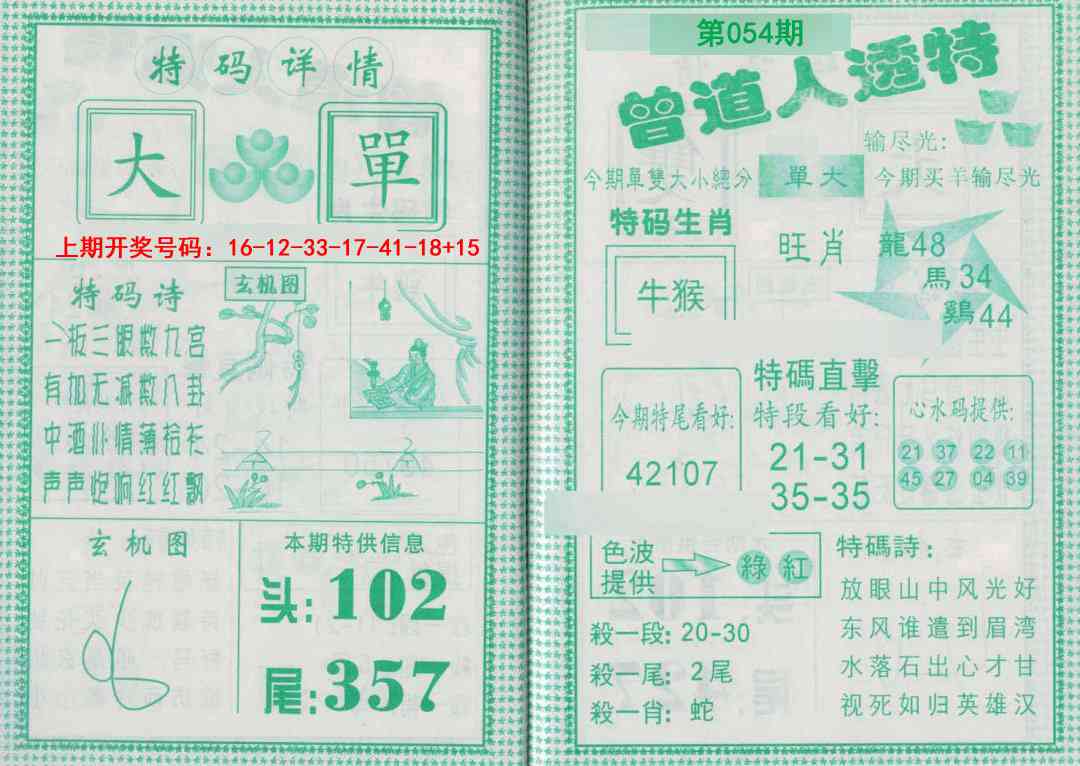 特码详情
大 單
上期开奖号码：16-12-33-17-41-18+15
特码诗
一板三眼数九宫
有加无减数八卦
中酒心情薄拾衫
声声炮响红红飘
玄机图
玄机图
本期特供信息
头:102
尾:357
第054期
曾道人透特
输尽光:
今期單雙大小總分 單大 今期买羊输尽光
特码生肖
牛猴
旺肖
龍48
馬34
鷄44
今期特尾看好:
42107
特碼直擊
特段看好:
21-31
35-35
心水码提供:
21 37 22 11
45 27 04 39
色波提供 綠 紅
殺一段: 20-30
殺一尾: 2尾
殺一肖: 蛇
特碼詩:
放眼山中风光好
东风谁遣到眉湾
水落石出心才甘
视死如归英雄汉